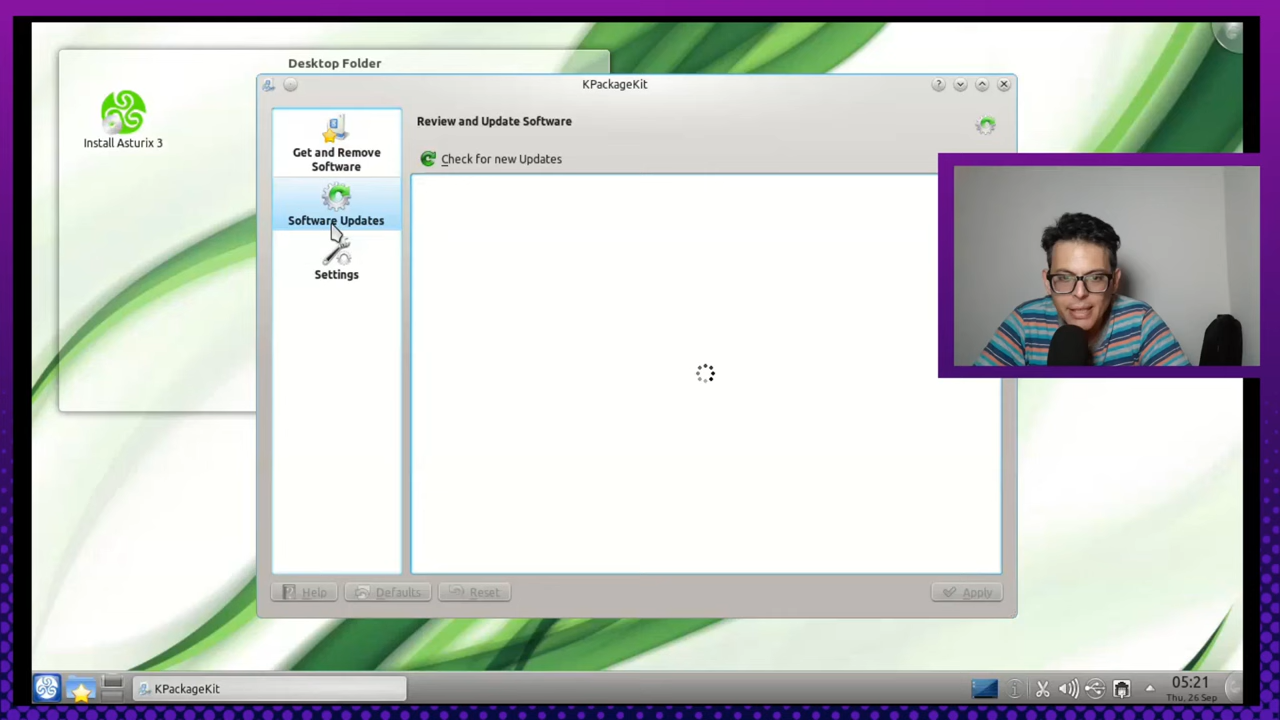 Desktop Folder
Install Asturix 3
KPackageKit
Get and Remove
Software
Software Updates
Settings
Review and Update Software
Check for new Updates
Help
Defaults
Reset
Apply
KPackageKit
05:21
Thu, 26 Sep